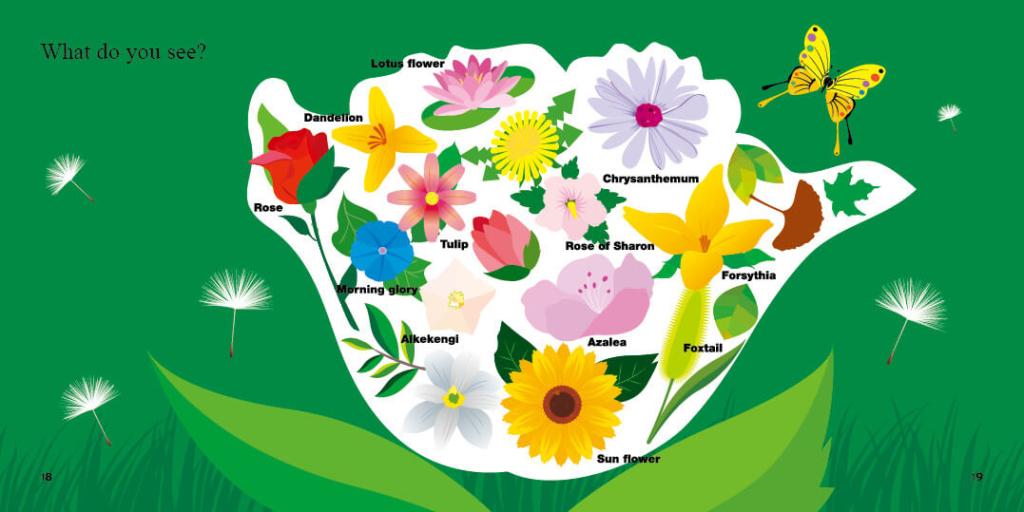 What do you see?
Lotus flower
Dandelion
Chrysanthemum
Rose
Tulip
Rose of Sharon
Forsythia
Morning glory
Alkekengi
Azalea
Foxtail
Sun flower
18
19